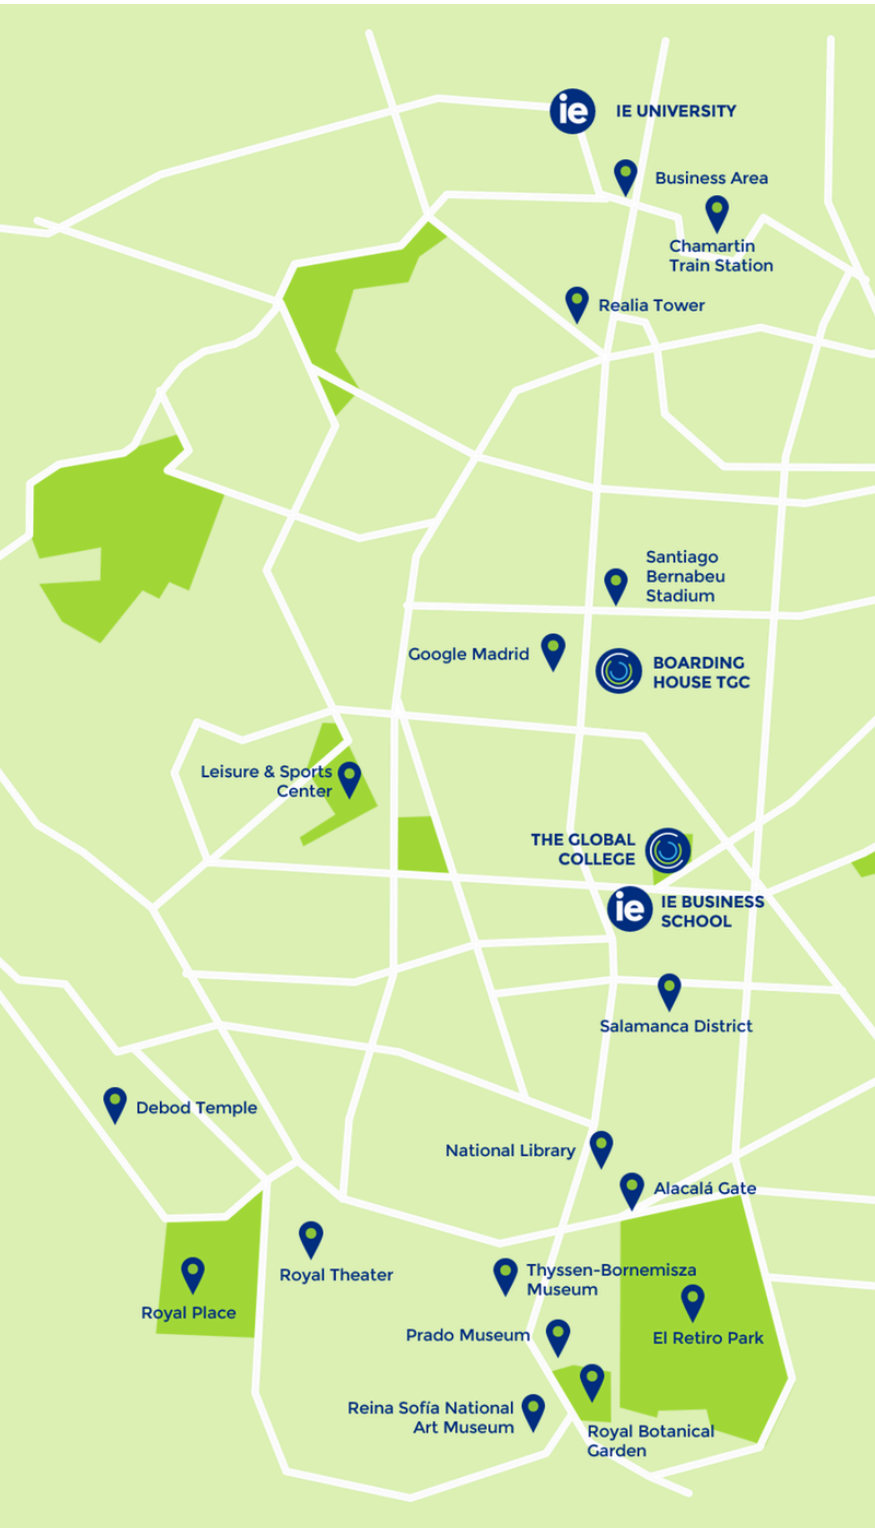 ie
IE UNIVERSITY
Business Area
Chamartin
Train Station
Realia Tower
Santiago
Bernabeu
Stadium
Google Madrid
BOARDING
HOUSE TGC
Leisure & Sports
Center
THE GLOBAL
COLLEGE
ie
IE BUSINESS
SCHOOL
Salamanca District
Debod Temple
National Library
Alacalá Gate
Royal Theater
Thyssen-Bornemisza
Museum
Royal Place
Prado Museum
El Retiro Park
Reina Sofía National
Art Museum
Royal Botanical
Garden